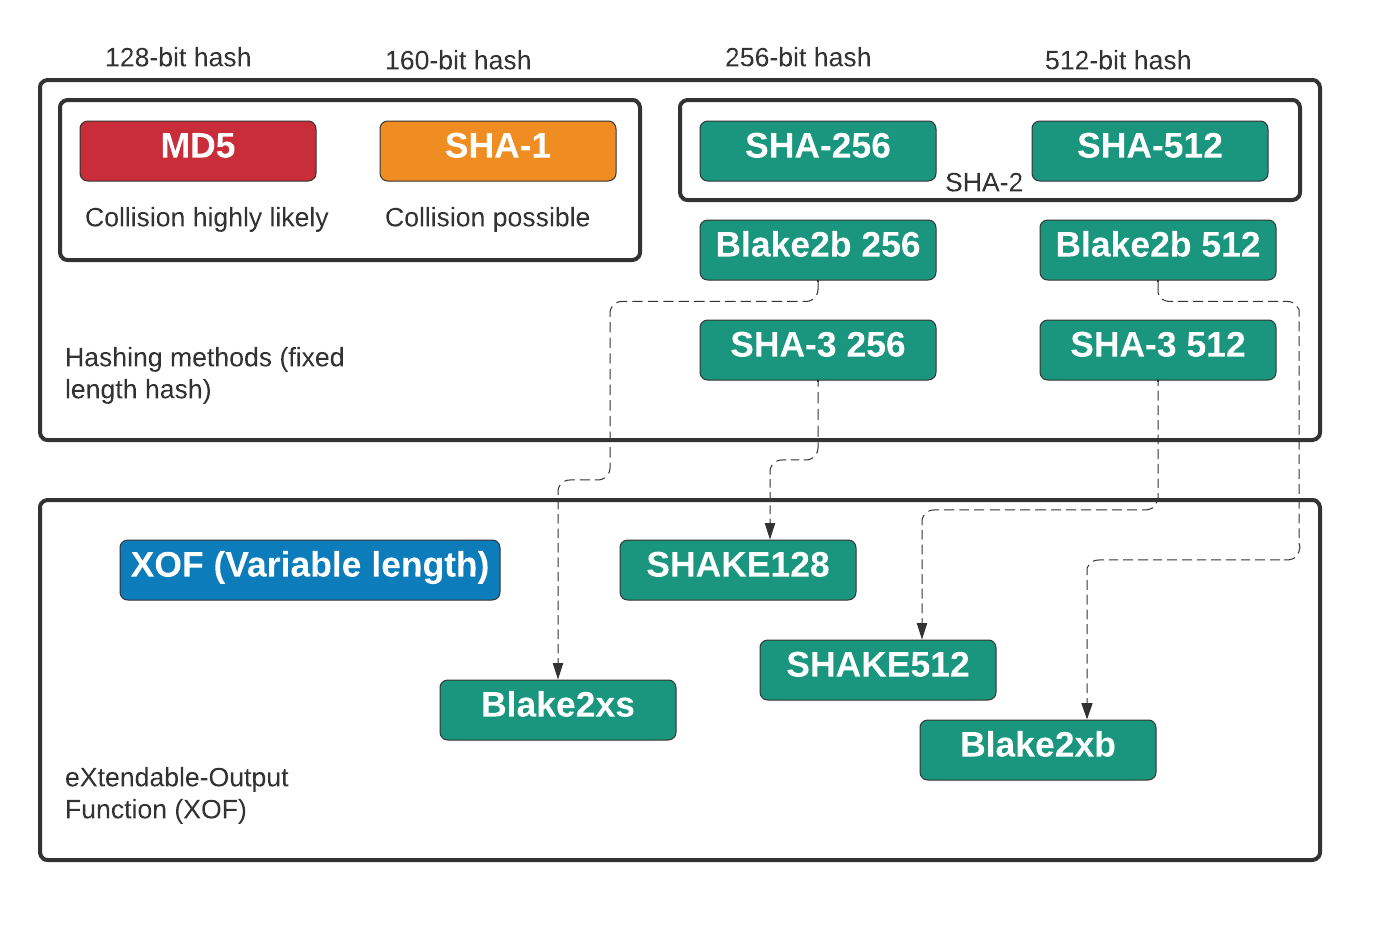 128-bit hash
160-bit hash
256-bit hash
512-bit hash
MD5
SHA-1
SHA-256
SHA-512
SHA-2
Collision highly likely
Collision possible
Blake2b 256
Blake2b 512
SHA-3 256
SHA-3 512
Hashing methods (fixed
length hash)
XOF (Variable length)
SHAKE128
SHAKE512
Blake2xs
Blake2xb
eXtendable-Output
Function (XOF)